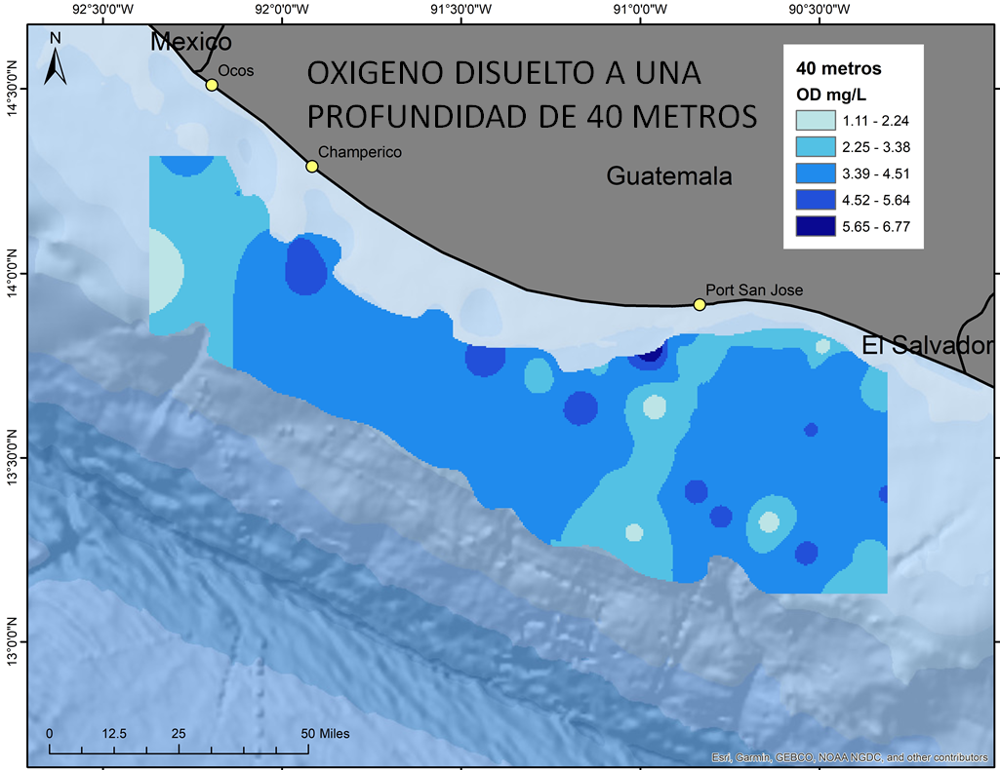 92°30'0"W 92°0'0"W 91°30'0"W 91°0'0"W 90°30'0"W
14°30'0"N
14°0'0"N
13°30'0"N
13°0'0"N
N
Mexico
Ocos
OXIGENO DISUELTO A UNA
PROFUNDIDAD DE 40 METROS
Champerico
Guatemala
40 metros
OD mg/L
1.11 - 2.24
2.25 - 3.38
3.39 - 4.51
4.52 - 5.64
5.65 - 6.77
Port San Jose
El Salvador
0 12.5 25 50 Miles
Esri, Garmin, GEBCO, NOAA NGDC, and other contributors